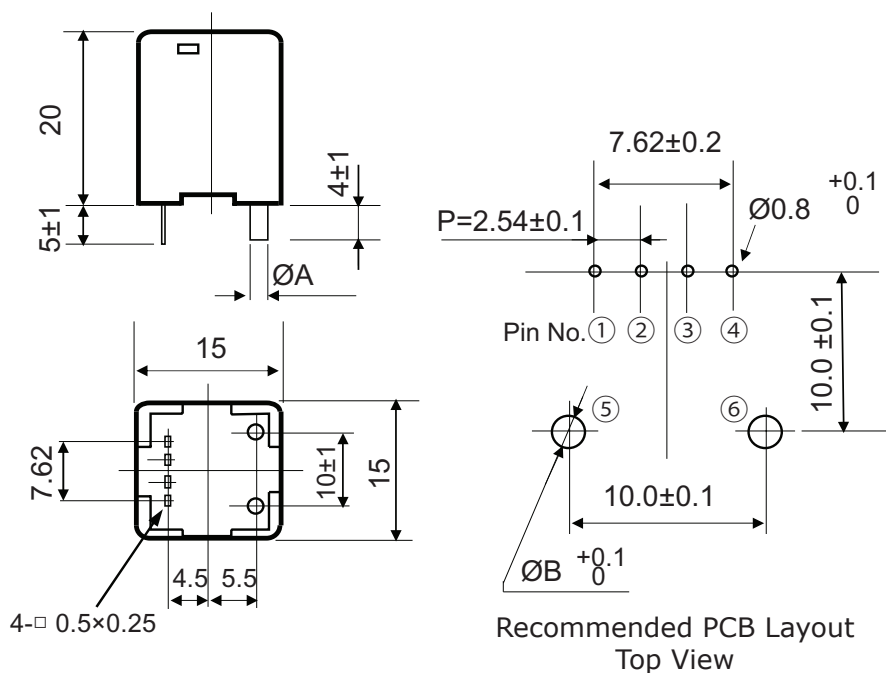 20
5±1
4±1
ØA
15
7.62
10±1
15
4.5
5.5
4-□ 0.5×0.25
7.62±0.2
P=2.54±0.1
Ø0.8 +0.1 0
Pin No. ① ② ③ ④
10.0 ±0.1
⑤ ⑥
10.0±0.1
ØB +0.1 0
Recommended PCB Layout
Top View